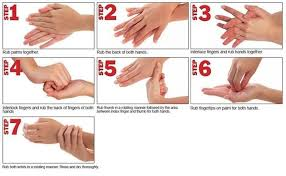 STEP 1
Rub palms together.
STEP 2
Rub the back of both hands.
STEP 3
Interlace fingers and rub hands together
STEP 4
Interlock fingers and rub the back of fingers of both
hands.
STEP 5
Rub thumb in a rotating manner followed by the area
between index finger and thumb for both hands.
STEP 6
Rub fingertips on palm for both hands.
STEP 7
Rub both wrists in a rotating manner. Rinse and dry thoroughly.